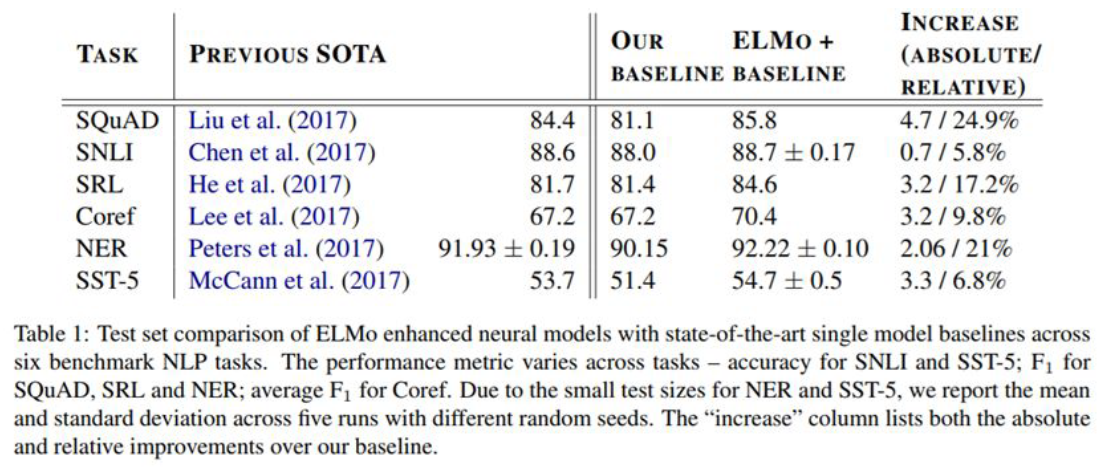 TASK PREVIOUS SOTA OUR BASELINE ELMO + BASELINE INCREASE (ABSOLUTE/ RELATIVE)
SQuAD Liu et al. (2017) 84.4 81.1 85.8 4.7 / 24.9%
SNLI Chen et al. (2017) 88.6 88.0 88.7 ± 0.17 0.7 / 5.8%
SRL He et al. (2017) 81.7 81.4 84.6 3.2 / 17.2%
Coref Lee et al. (2017) 67.2 67.2 70.4 3.2 / 9.8%
NER Peters et al. (2017) 91.93 ± 0.19 90.15 92.22 ± 0.10 2.06 / 21%
SST-5 McCann et al. (2017) 53.7 51.4 54.7 ± 0.5 3.3 / 6.8%
Table 1: Test set comparison of ELMo enhanced neural models with state-of-the-art single model baselines across
six benchmark NLP tasks. The performance metric varies across tasks – accuracy for SNLI and SST-5; F₁ for
SQuAD, SRL and NER; average F₁ for Coref. Due to the small test sizes for NER and SST-5, we report the mean
and standard deviation across five runs with different random seeds. The “increase” column lists both the absolute
and relative improvements over our baseline.